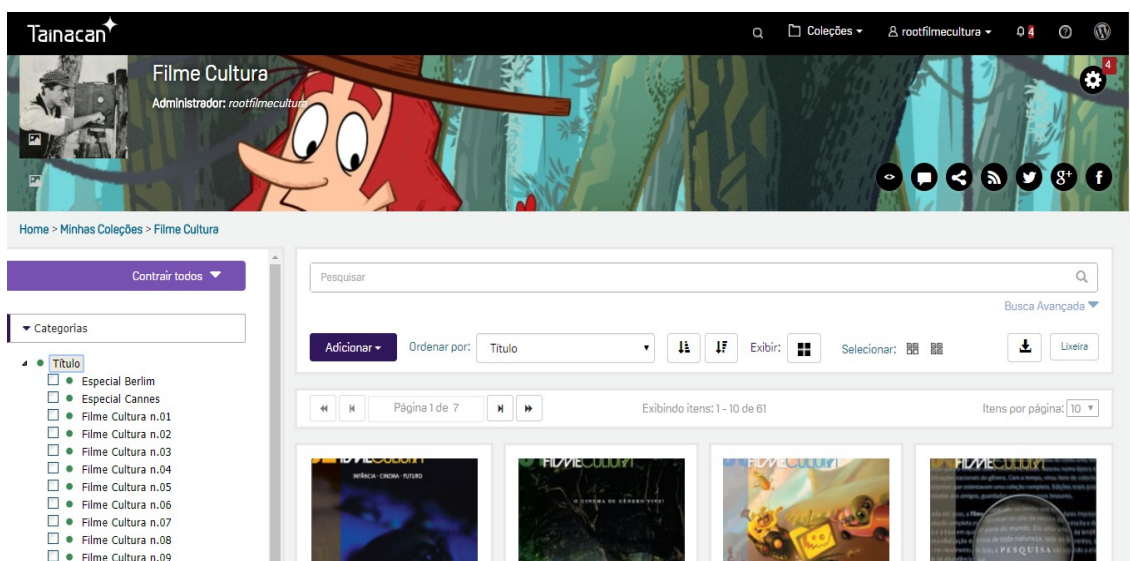 Tainacan
Coleções
rootfilmecultura
4
Filme Cultura
4
Administrador: rootfilmecultura
8+
f
Home > Minhas Coleções > Filme Cultura
Contrair todos
Pesquisar
Busca Avançada
Categorias
Adicionar
Ordenar por:
Título
Exibir:
Selecionar:
Lixeira
Título
Especial Berlim
Especial Cannes
Filme Cultura n.01
Filme Cultura n.02
Filme Cultura n.03
Filme Cultura n.04
Filme Cultura n.05
Filme Cultura n.06
Filme Cultura n.07
Filme Cultura n.08
Filme Cultura n.09
Página 1 de 7
Exibindo itens: 1 - 10 de 61
Itens por página: 10
INFÂNCIA · CINEMA · FUTURO
FILMECULTURA
O CINEMA DE GÊNERO VIVE!
FILMECULTURA
FILMECULTURA
PESQUISA